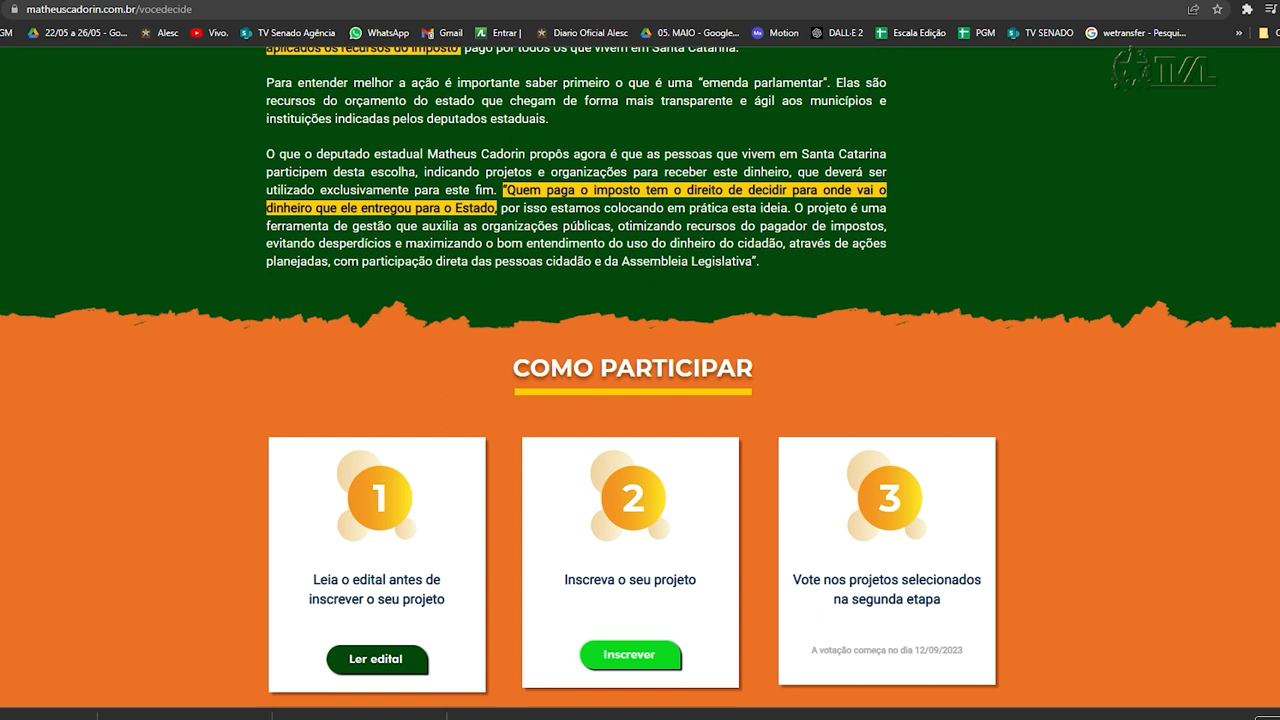 matheuscadorin.com.br/vocedecide
GM 22/05 a 26/05 - Go... Alesc Vivo. TV Senado Agência WhatsApp Gmail Entrar | Diario Oficial Alesc 05. MAIO - Google... Motion DALL·E 2 Escala Edição PGM TV SENADO wetransfer - Pesqui... »
TVAL
aplicados os recursos do imposto" pago por todos os que vivem em Santa Catarina.
Para entender melhor a ação é importante saber primeiro o que é uma “emenda parlamentar”. Elas são
recursos do orçamento do estado que chegam de forma mais transparente e ágil aos municípios e
instituições indicadas pelos deputados estaduais.
O que o deputado estadual Matheus Cadorin propôs agora é que as pessoas que vivem em Santa Catarina
participem desta escolha, indicando projetos e organizações para receber este dinheiro, que deverá ser
utilizado exclusivamente para este fim. “Quem paga o imposto tem o direito de decidir para onde vai o
dinheiro que ele entregou para o Estado, por isso estamos colocando em prática esta ideia. O projeto é uma
ferramenta de gestão que auxilia as organizações públicas, otimizando recursos do pagador de impostos,
evitando desperdícios e maximizando o bom entendimento do uso do dinheiro do cidadão, através de ações
planejadas, com participação direta das pessoas cidadão e da Assembleia Legislativa”.
COMO PARTICIPAR
1
Leia o edital antes de
inscrever o seu projeto
Ler edital
2
Inscreva o seu projeto
Inscrever
3
Vote nos projetos selecionados
na segunda etapa
A votação começa no dia 12/09/2023